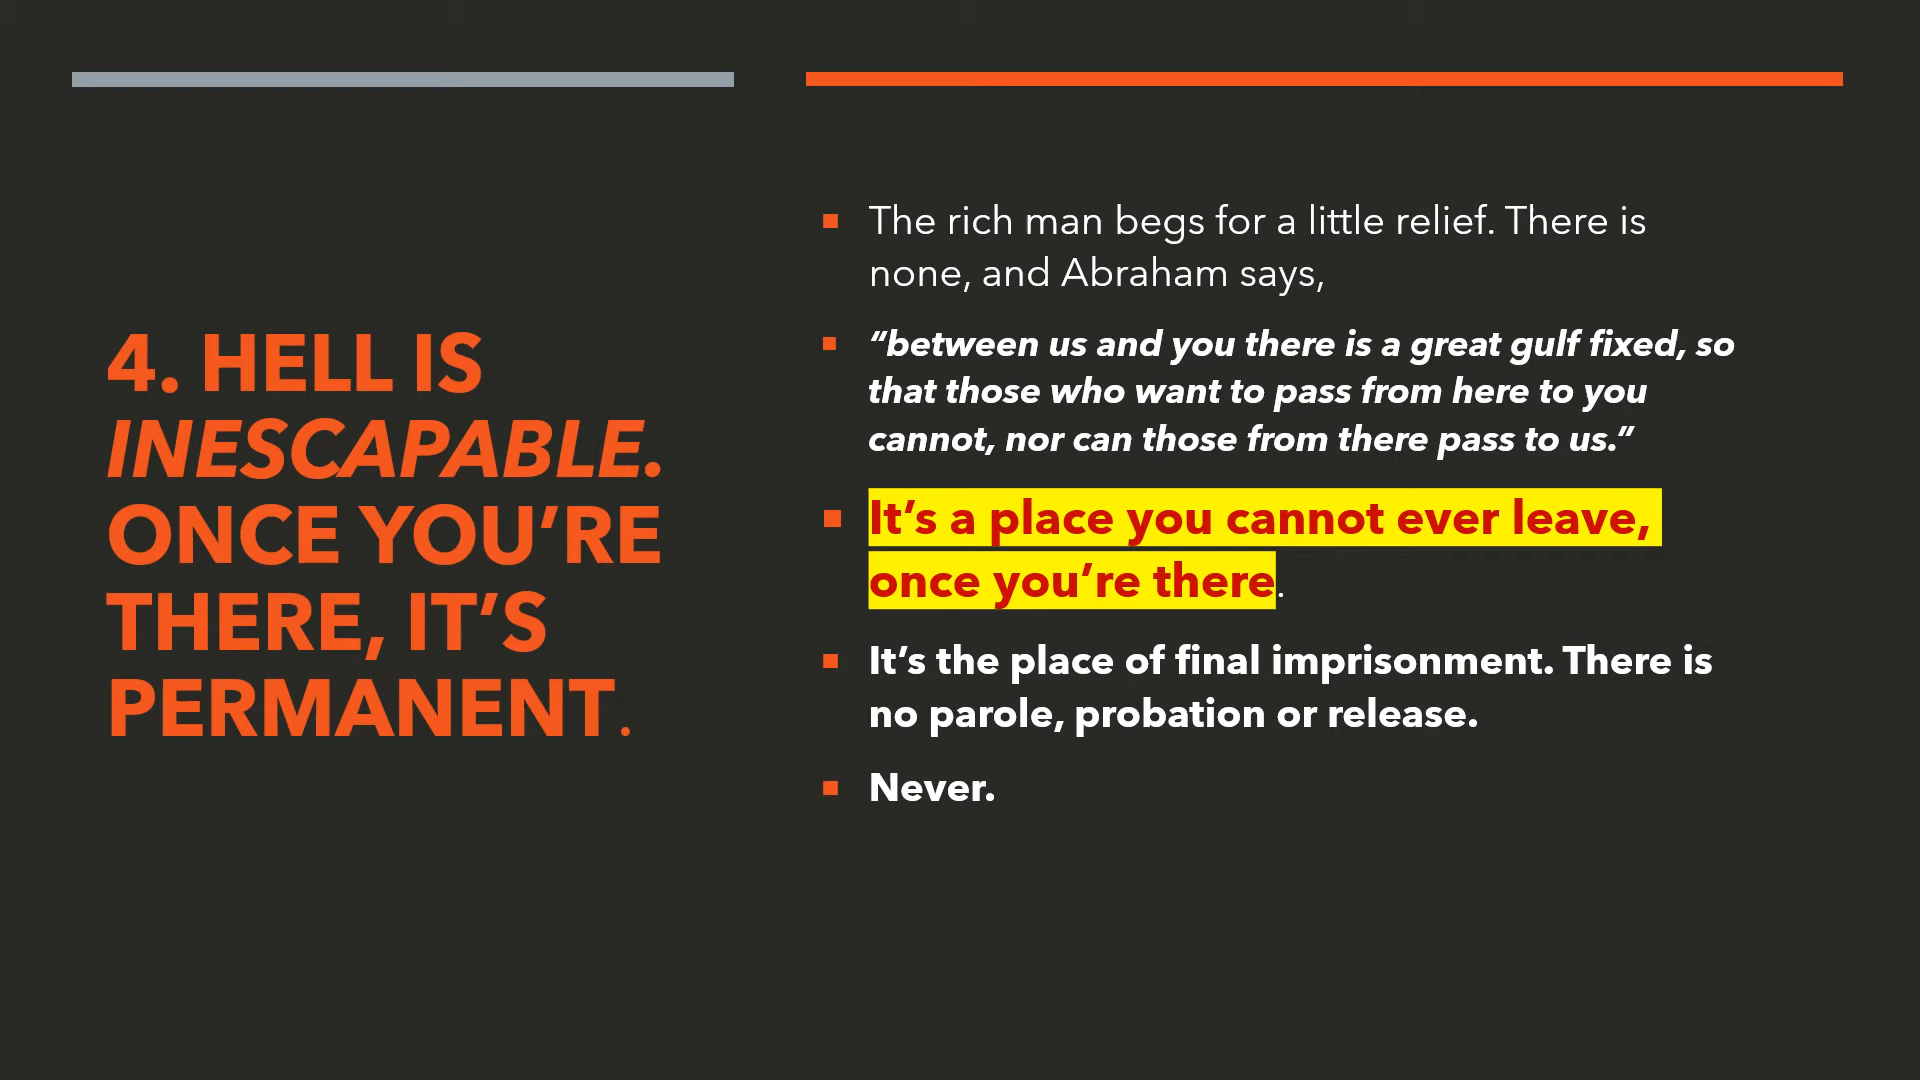 4. HELL IS
INESCAPABLE.
ONCE YOU’RE
THERE, IT’S
PERMANENT.
The rich man begs for a little relief. There is
none, and Abraham says,
“between us and you there is a great gulf fixed, so
that those who want to pass from here to you
cannot, nor can those from there pass to us.”
It’s a place you cannot ever leave,
once you’re there.
It’s the place of final imprisonment. There is
no parole, probation or release.
Never.